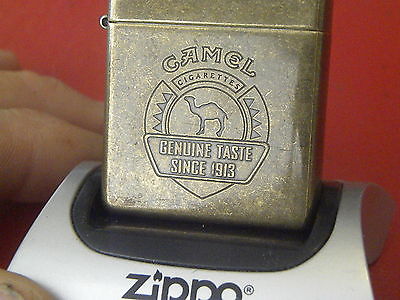 CAMEL
CIGARETTES
GENUINE TASTE
SINCE 1913
zippo®